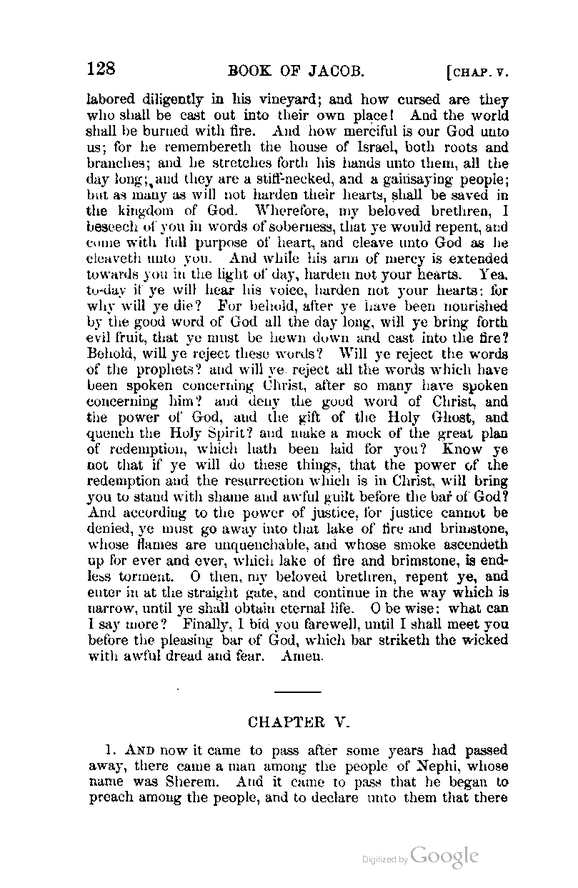 128 BOOK OF JACOB. [CHAP. V.
labored diligently in his vineyard; and how cursed are they
who shall be cast out into their own place! And the world
shall be burned with fire. And how merciful is our God unto
us; for he remembereth the house of Israel, both roots and
branches; and he stretches forth his hands unto them, all the
day long; and they are a stiff-necked, and a gainsaying people;
but as many as will not harden their hearts, shall be saved in
the kingdom of God. Wherefore, my beloved brethren, I
beseech of you in words of soberness, that ye would repent, and
come with full purpose of heart, and cleave unto God as he
cleaveth unto you. And while his arm of mercy is extended
towards you in the light of day, harden not your hearts. Yea,
to-day if ye will hear his voice, harden not your hearts; for
why will ye die? For behold, after ye have been nourished
by the good word of God all the day long, will ye bring forth
evil fruit, that ye must be hewn down and cast into the fire?
Behold, will ye reject these words? Will ye reject the words
of the prophets? and will ye reject all the words which have
been spoken concerning Christ, after so many have spoken
concerning him? and deny the good word of Christ, and
the power of God, and the gift of the Holy Ghost, and
quench the Holy Spirit? and make a mock of the great plan
of redemption, which hath been laid for you? Know ye
not that if ye will do these things, that the power of the
redemption and the resurrection which is in Christ, will bring
you to stand with shame and awful guilt before the bar of God?
And according to the power of justice, for justice cannot be
denied, ye must go away into that lake of fire and brimstone,
whose flames are unquenchable, and whose smoke ascendeth
up for ever and ever, which lake of fire and brimstone, is end-
less torment. O then, my beloved brethren, repent ye, and
enter in at the straight gate, and continue in the way which is
narrow, until ye shall obtain eternal life. O be wise; what can
I say more? Finally, I bid you farewell, until I shall meet you
before the pleasing bar of God, which bar striketh the wicked
with awful dread and fear. Amen.
CHAPTER V.
1. AND now it came to pass after some years had passed
away, there came a man among the people of Nephi, whose
name was Sherem. And it came to pass that he began to
preach among the people, and to declare unto them that there
Digitized by Google